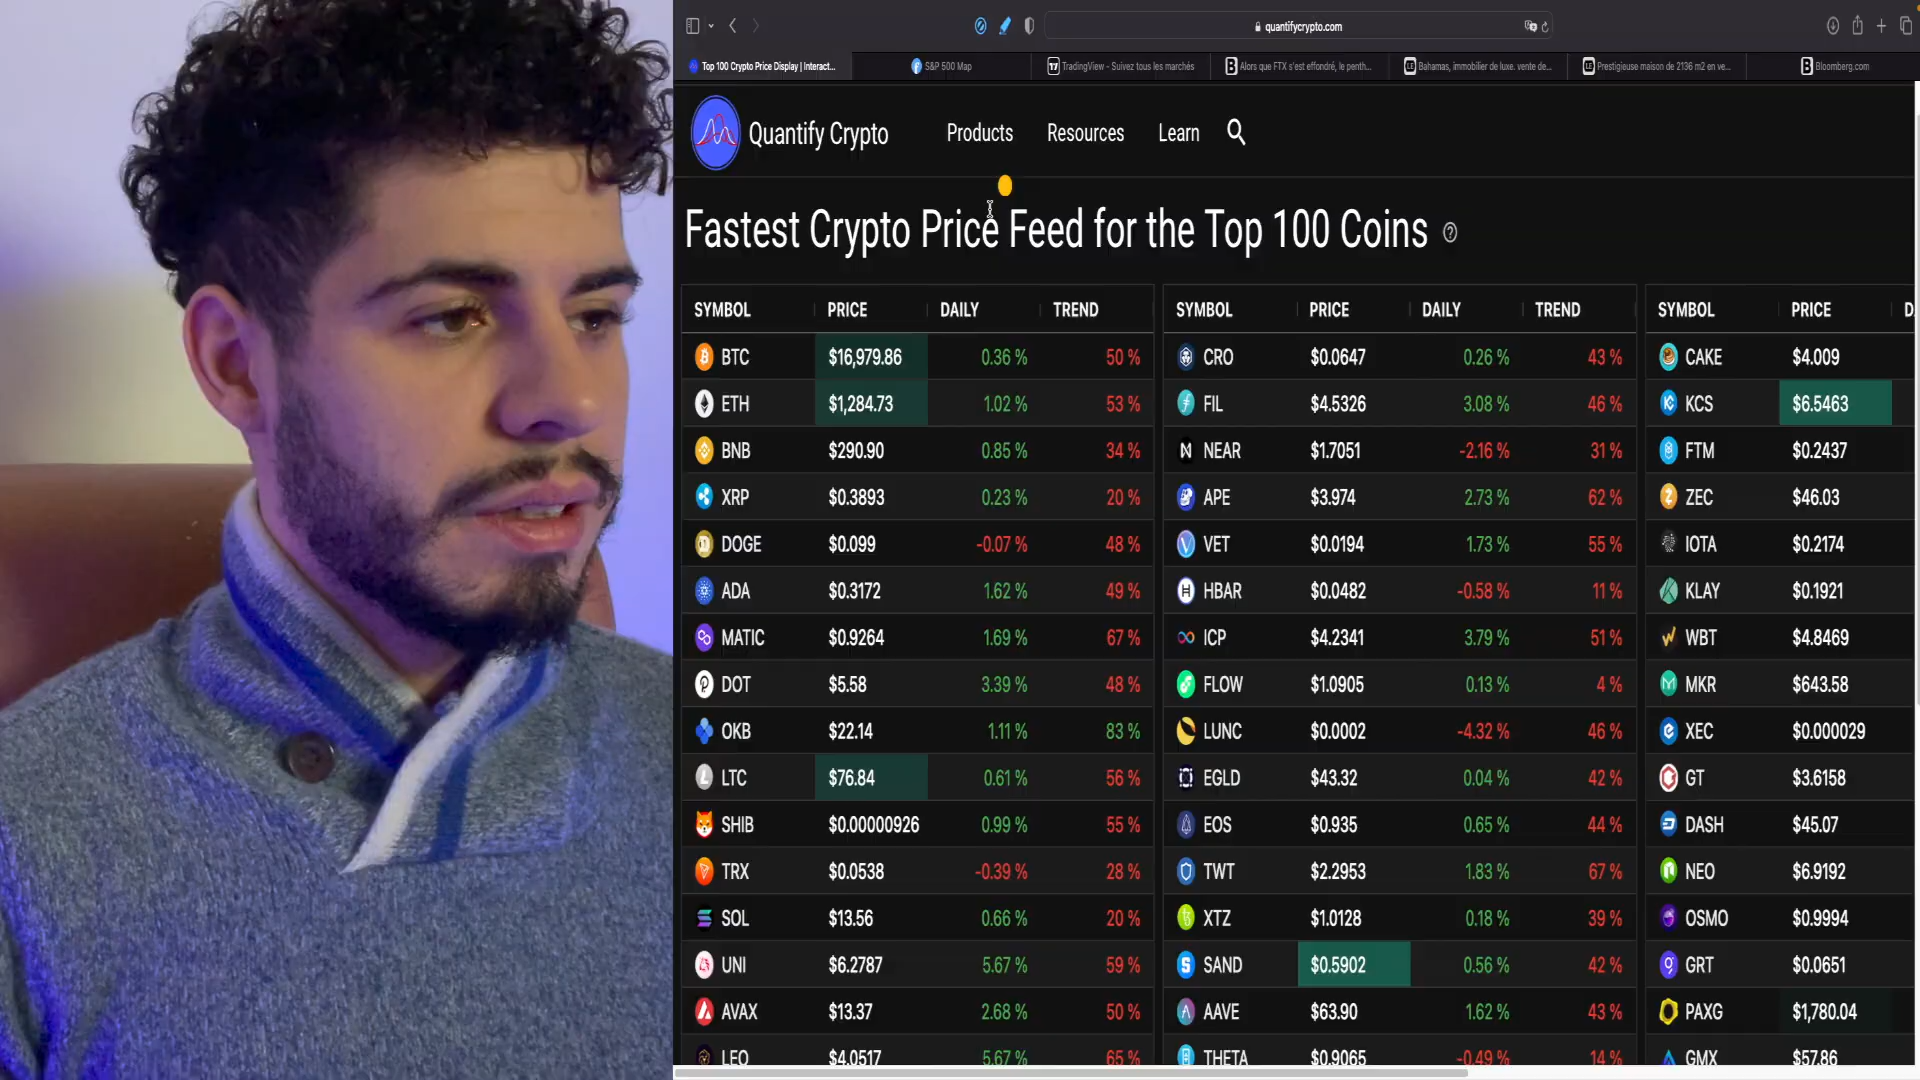 quantifycrypto.com
Top 100 Crypto Price Display | Interact...
S&P 500 Map
TradingView - Suivez tous les marchés
Alors que FTX s'est effondré, le penth...
Bahamas, immobilier de luxe. vente de...
Prestigieuse maison de 2136 m2 en ve...
Bloomberg.com
Quantify Crypto Products Resources Learn
Fastest Crypto Price Feed for the Top 100 Coins
SYMBOL PRICE DAILY TREND SYMBOL PRICE DAILY TREND SYMBOL PRICE D
BTC $16,979.86 0.36 % 50 % CRO $0.0647 0.26 % 43 % CAKE $4.009
ETH $1,284.73 1.02 % 53 % FIL $4.5326 3.08 % 46 % KCS $6.5463
BNB $290.90 0.85 % 34 % NEAR $1.7051 -2.16 % 31 % FTM $0.2437
XRP $0.3893 0.23 % 20 % APE $3.974 2.73 % 62 % ZEC $46.03
DOGE $0.099 -0.07 % 48 % VET $0.0194 1.73 % 55 % IOTA $0.2174
ADA $0.3172 1.62 % 49 % HBAR $0.0482 -0.58 % 11 % KLAY $0.1921
MATIC $0.9264 1.69 % 67 % ICP $4.2341 3.79 % 51 % WBT $4.8469
DOT $5.58 3.39 % 48 % FLOW $1.0905 0.13 % 4 % MKR $643.58
OKB $22.14 1.11 % 83 % LUNC $0.0002 -4.32 % 46 % XEC $0.000029
LTC $76.84 0.61 % 56 % EGLD $43.32 0.04 % 42 % GT $3.6158
SHIB $0.00000926 0.99 % 55 % EOS $0.935 0.65 % 44 % DASH $45.07
TRX $0.0538 -0.39 % 28 % TWT $2.2953 1.83 % 67 % NEO $6.9192
SOL $13.56 0.66 % 20 % XTZ $1.0128 0.18 % 39 % OSMO $0.9994
UNI $6.2787 5.67 % 59 % SAND $0.5902 0.56 % 42 % GRT $0.0651
AVAX $13.37 2.68 % 50 % AAVE $63.90 1.62 % 43 % PAXG $1,780.04
LEO $4.0517 5.67 % 65 % THETA $0.9065 -0.49 % 14 % GMX $57.86